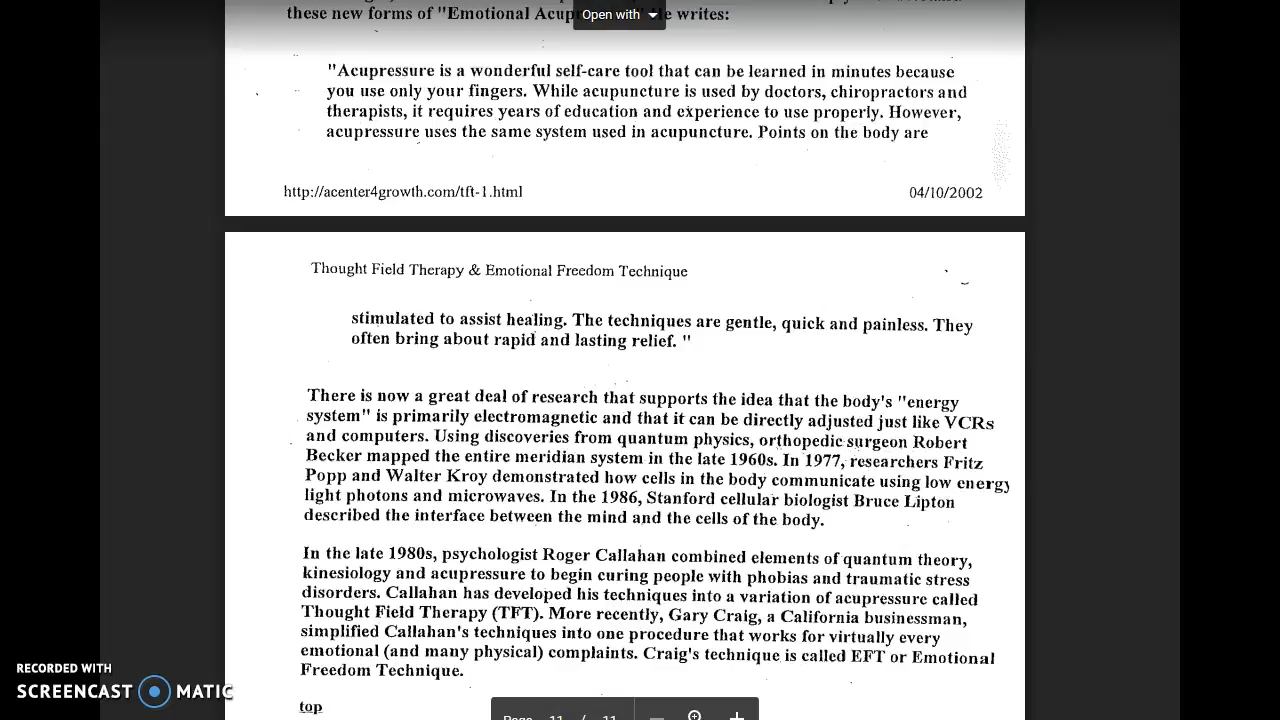 these new forms of "Emotional Acup
Open with
e writes:
"Acupressure is a wonderful self-care tool that can be learned in minutes because
you use only your fingers. While acupuncture is used by doctors, chiropractors and
therapists, it requires years of education and experience to use properly. However,
acupressure uses the same system used in acupuncture. Points on the body are
http://acenter4growth.com/tft-1.html
04/10/2002
Thought Field Therapy & Emotional Freedom Technique
stimulated to assist healing. The techniques are gentle, quick and painless. They
often bring about rapid and lasting relief. "
There is now a great deal of research that supports the idea that the body's "energy
system" is primarily electromagnetic and that it can be directly adjusted just like VCRs
and computers. Using discoveries from quantum physics, orthopedic surgeon Robert
Becker mapped the entire meridian system in the late 1960s. In 1977, researchers Fritz
Popp and Walter Kroy demonstrated how cells in the body communicate using low energy
light photons and microwaves. In the 1986, Stanford cellular biologist Bruce Lipton
described the interface between the mind and the cells of the body.
In the late 1980s, psychologist Roger Callahan combined elements of quantum theory,
kinesiology and acupressure to begin curing people with phobias and traumatic stress
disorders. Callahan has developed his techniques into a variation of acupressure called
Thought Field Therapy (TFT). More recently, Gary Craig, a California businessman,
simplified Callahan's techniques into one procedure that works for virtually every
emotional (and many physical) complaints. Craig's technique is called EFT or Emotional
Freedom Technique.
top
Page 11 / 11
RECORDED WITH
SCREENCAST MATIC